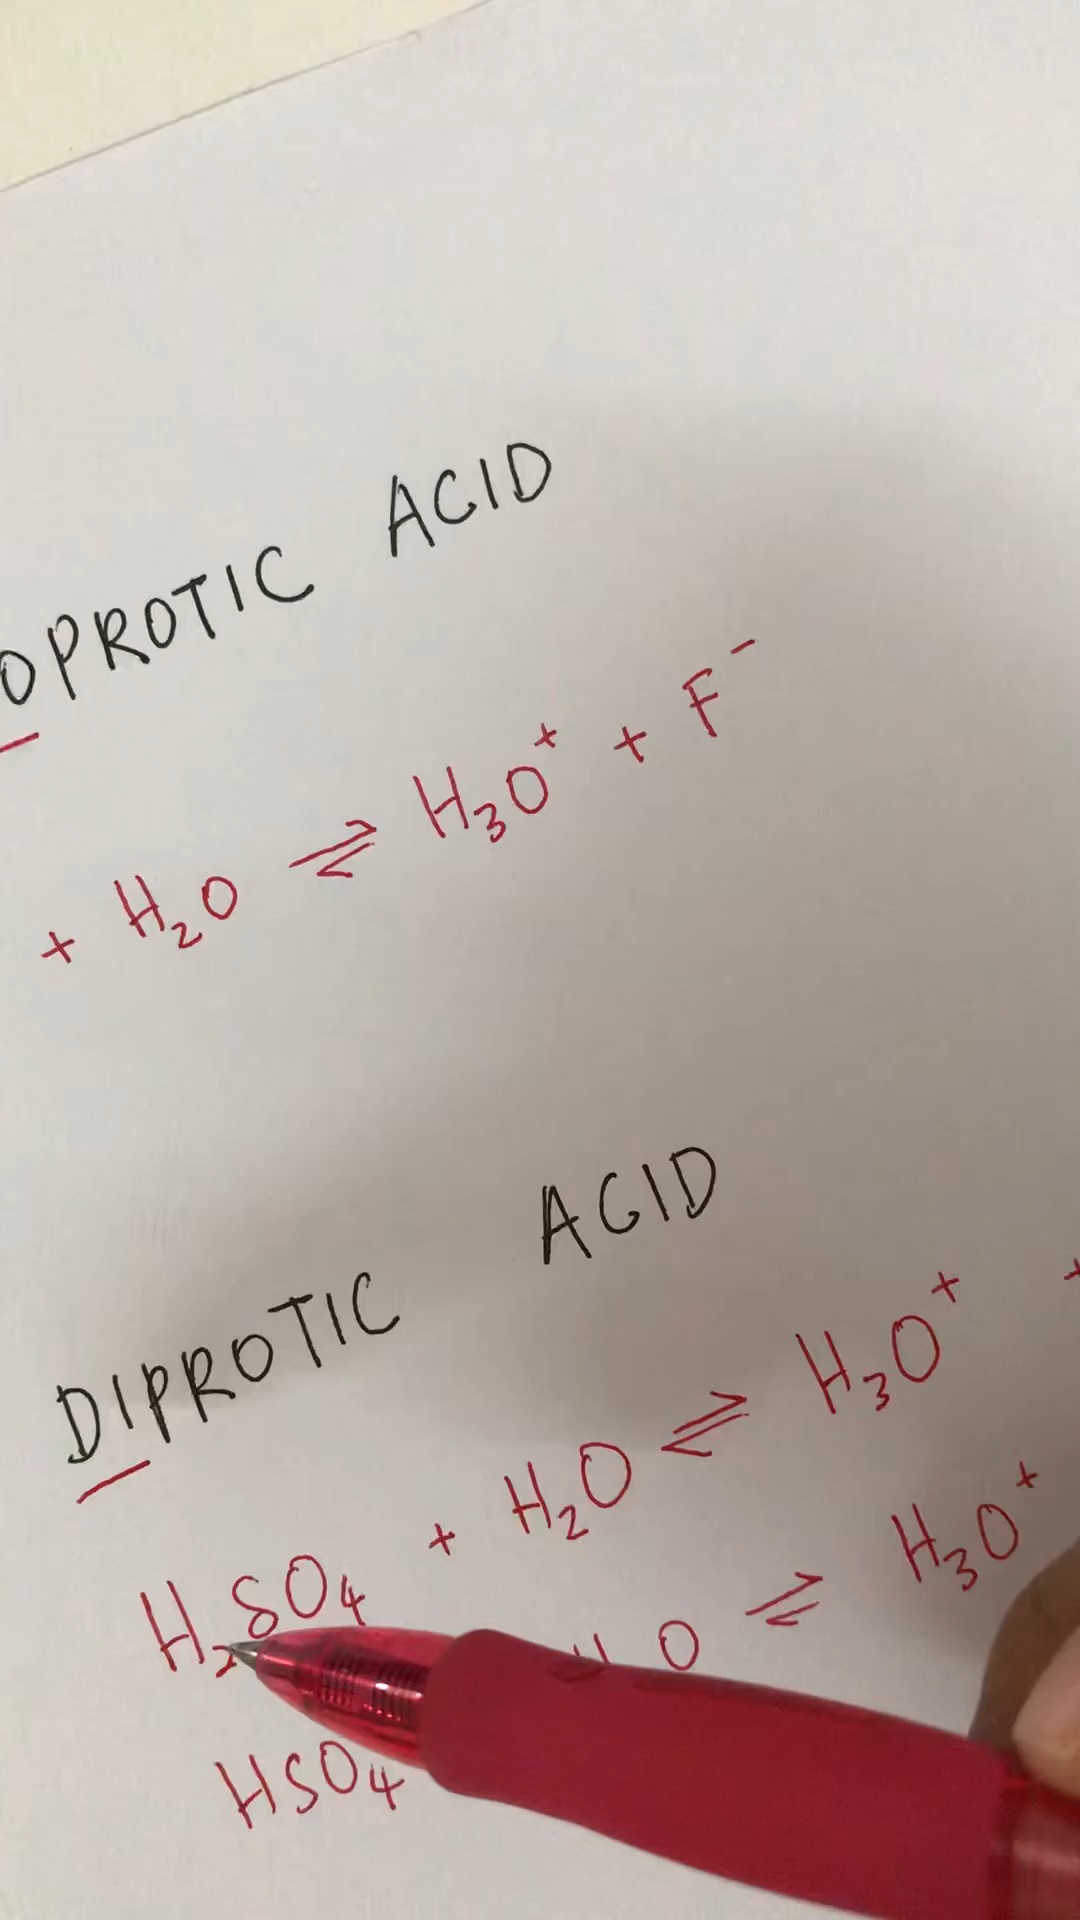 OPROTIC ACID
+ H₂O ⇌ H₃O⁺ + F⁻
DIPROTIC ACID
H₂SO₄ + H₂O ⇌ H₃O⁺ +
HSO₄ H O ⇌ H₃O⁺